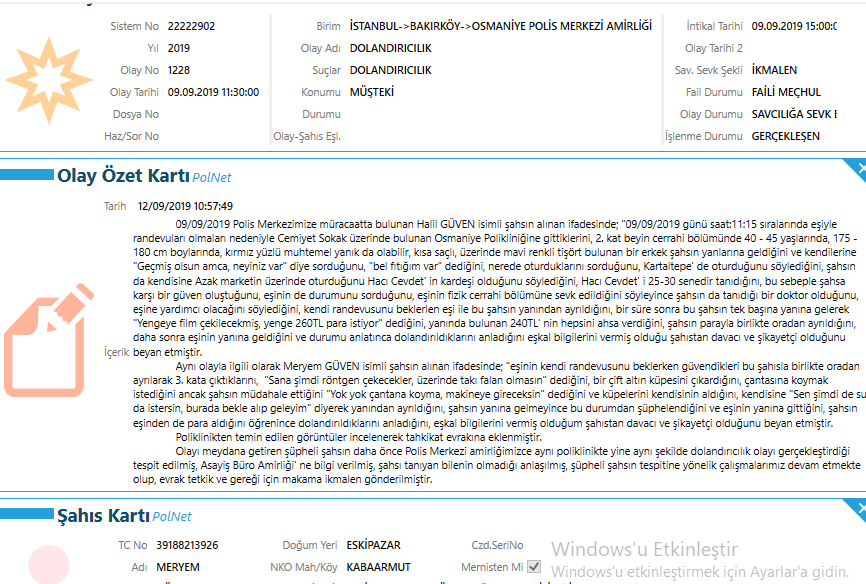 Sistem No 22222902 Birim İSTANBUL->BAKIRKÖY->OSMANİYE POLİS MERKEZİ AMİRLİĞİ İntikal Tarihi 09.09.2019 15:00:0
Yıl 2019 Olay Adı DOLANDIRICILIK Olay Tarihi 2
Olay No 1228 Suçlar DOLANDIRICILIK Sav. Sevk Şekli İKMALEN
Olay Tarihi 09.09.2019 11:30:00 Konumu MÜŞTEKİ Fail Durumu FAİLİ MEÇHUL
Dosya No Durumu Olay Durumu SAVCILIĞA SEVK E
Haz/Sor No Olay-Şahıs Eşl. İşlenme Durumu GERÇEKLEŞEN
Olay Özet Kartı PolNet
Tarih 12/09/2019 10:57:49
09/09/2019 Polis Merkezimize müracaatta bulunan Halil GÜVEN isimli şahsın alınan ifadesinde; "09/09/2019 günü saat:11:15 sıralarında eşiyle
randevuları olmaları nedeniyle Cemiyet Sokak üzerinde bulunan Osmaniye Polikliniğine gittiklerini, 2. kat beyin cerrahi bölümünde 40 - 45 yaşlarında, 175 -
180 cm boylarında, kırmız yüzlü muhtemel yanık da olabilir, kısa saçlı, üzerinde mavi renkli tişört bulunan bir erkek şahsın yanlarına geldiğini ve kendilerine
"Geçmiş olsun amca, neyiniz var" diye sorduğunu, "bel fıtığım var" dediğini, nerede oturduklarını sorduğunu, Kartaltepe' de oturduğunu söylediğini, şahsın
da kendisine Azak marketin üzerinde oturduğunu Hacı Cevdet' in kardeşi olduğunu söylediğini, Hacı Cevdet' i 25-30 senedir tanıdığını, bu sebeple şahsa
karşı bir güven oluştuğunu, eşinin de durumunu sorduğunu, eşinin fizik cerrahi bölümüne sevk edildiğini söyleyince şahsın da tanıdığı bir doktor olduğunu,
eşine yardımcı olacağını söylediğini, kendi randevusunu beklerlen eşi ile bu şahsın yanından ayrıldığını, bir süre sonra bu şahsın tek başına yanına gelerek
"Yengeye film çekilecekmiş, yenge 260TL para istiyor" dediğini, yanında bulunan 240TL' nin hepsini ahsa verdiğini, şahsın parayla birlikte oradan ayrıldığını,
daha sonra eşinin yanına geldiğini ve durumu anlatınca dolandırıldıklarını anladığını eşkal bilgilerini vermiş olduğu şahıstan davacı ve şikayetçi olduğunu
İçerik beyan etmiştir.
Aynı olayla ilgili olarak Meryem GÜVEN isimli şahsın alınan ifadesinde; "eşinin kendi randevusunu beklerken güvendikleri bu şahısla birlikte oradan
ayrılarak 3. kata çıktıklarını, "Sana şimdi röntgen çekecekler, üzerinde takı falan olmasın" dediğini, bir çift altın küpesini çıkardığını, çantasına koymak
istediğini ancak şahsın müdahale ettiğini "Yok yok çantana koyma, makineye gireceksin" dediğini ve küpelerini kendisinin aldığını, kendisine "Sen şimdi de su
da istersin, burada bekle alıp geleyim" diyerek yanından ayrıldığını, şahsın yanına gelmeyince bu durumdan şüphelendiğini ve eşinin yanına gittiğini, şahsın
eşinden de para aldığını öğrenince dolandırıldıklarını anladığını, eşkal bilgilerini vermiş olduğum şahıstan davacı ve şikayetçi olduğunu beyan etmiştir.
Poliklinikten temin edilen görüntüler incelenerek tahkikat evrakına eklenmiştir.
Olayı meydana getiren şüpheli şahsın daha önce Polis Merkezi amirliğimizce aynı poliklinikte yine aynı şekilde dolandırıcılık olayı gerçekleştirdiği
tespit edilmiş, Asayiş Büro Amirliği' ne bilgi verilmiş, şahsı tanıyan bilenin olmadığı anlaşılmış, şüpheli şahsın tespitine yönelik çalışmalarımız devam etmekte
olup, evrak tetkik ve gereği için makama ikmalen gönderilmiştir.
Şahıs Kartı PolNet
TC No 39188213926 Doğum Yeri ESKİPAZAR Czd.SeriNo
Adı MERYEM NKO Mah/Köy KABAARMUT Mernisten Mi
Windows'u Etkinleştir
Windows'u etkinleştirmek için Ayarlar'a gidin.